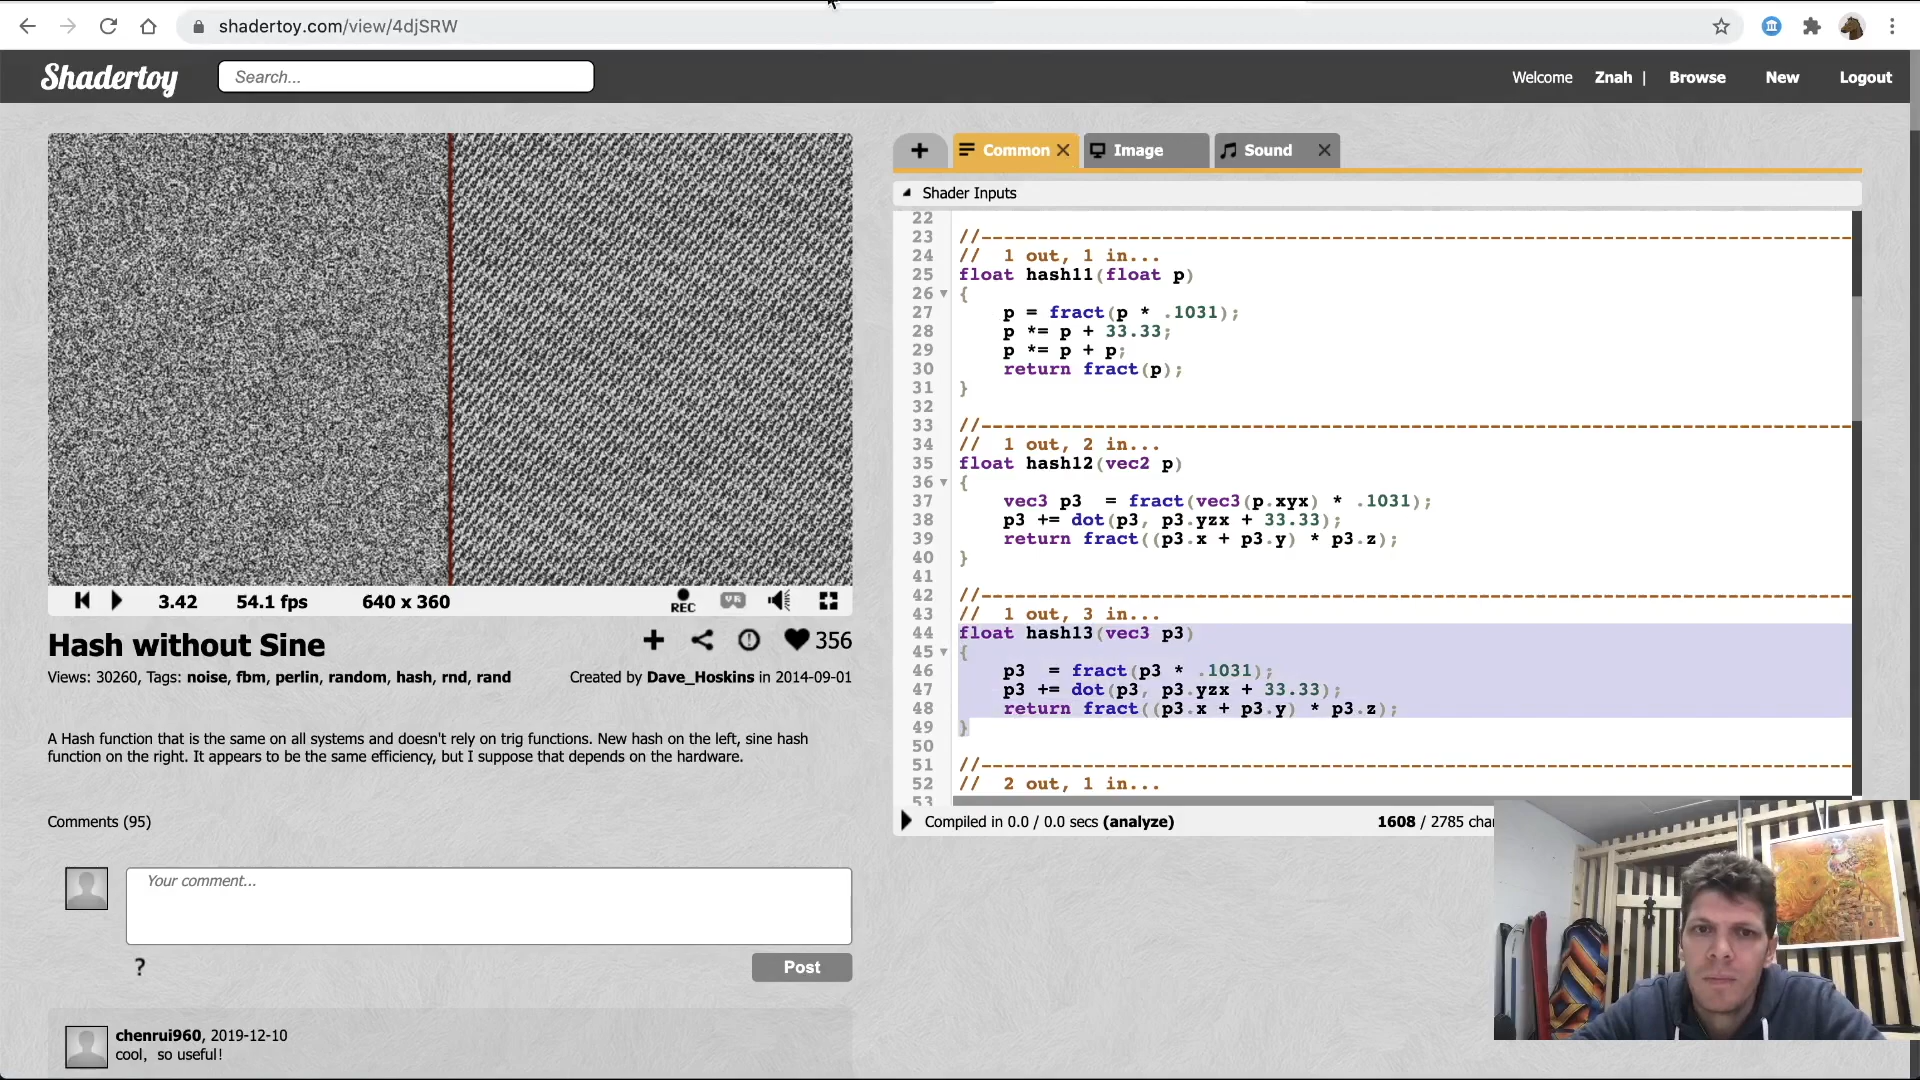 shadertoy.com/view/4djSRW
Shadertoy
Search...
Welcome Znah | Browse New Logout
+ Common Image Sound
Shader Inputs
22
23 //------------------------------------------------------------------------------
24 //  1 out, 1 in...
25 float hash11(float p)
26 {
27     p = fract(p * .1031);
28     p *= p + 33.33;
29     p *= p + p;
30     return fract(p);
31 }
32
33 //------------------------------------------------------------------------------
34 //  1 out, 2 in...
35 float hash12(vec2 p)
36 {
37     vec3 p3  = fract(vec3(p.xyx) * .1031);
38     p3 += dot(p3, p3.yzx + 33.33);
39     return fract((p3.x + p3.y) * p3.z);
40 }
41
42 //------------------------------------------------------------------------------
43 //  1 out, 3 in...
44 float hash13(vec3 p3)
45 {
46     p3  = fract(p3 * .1031);
47     p3 += dot(p3, p3.yzx + 33.33);
48     return fract((p3.x + p3.y) * p3.z);
49 }
50
51 //------------------------------------------------------------------------------
52 //  2 out, 1 in...
53
Compiled in 0.0 / 0.0 secs (analyze) 1608 / 2785 char
3.42 54.1 fps 640 x 360 REC VR
Hash without Sine 356
Views: 30260, Tags: noise, fbm, perlin, random, hash, rnd, rand Created by Dave_Hoskins in 2014-09-01
A Hash function that is the same on all systems and doesn't rely on trig functions. New hash on the left, sine hash
function on the right. It appears to be the same efficiency, but I suppose that depends on the hardware.
Comments (95)
Your comment...
? Post
chenrui960, 2019-12-10
cool, so useful!